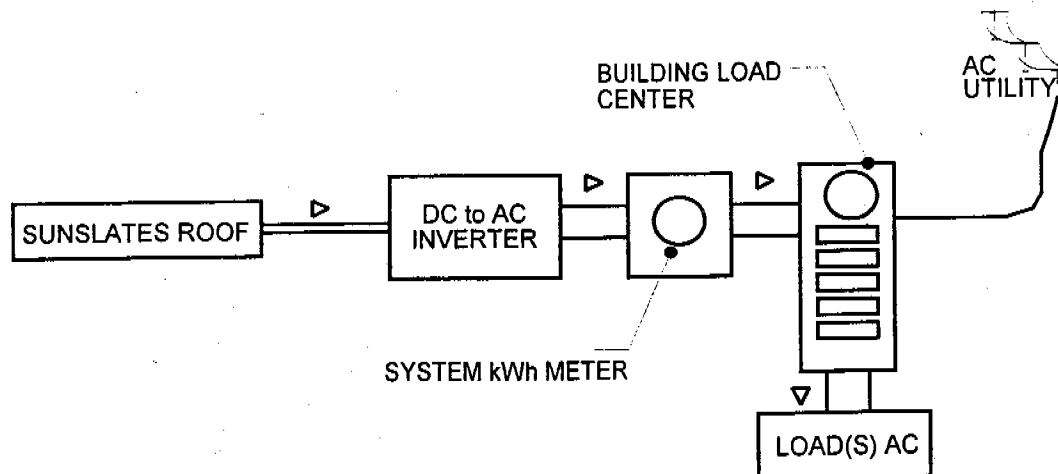 AC
UTILITY
BUILDING LOAD
CENTER
SUNSLATES ROOF
DC to AC
INVERTER
SYSTEM kWh METER
LOAD(S) AC